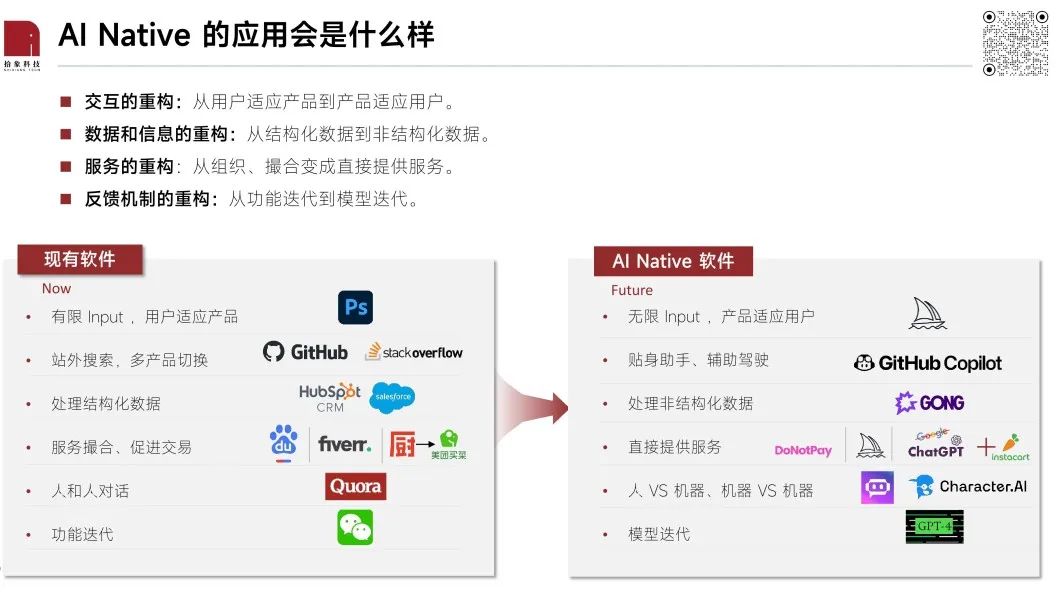 AI Native 的应用会是什么样
拾象科技
交互的重构：从用户适应产品到产品适应用户。
数据和信息的重构：从结构化数据到非结构化数据。
服务的重构：从组织、撮合变成直接提供服务。
反馈机制的重构：从功能迭代到模型迭代。
现有软件
Now
有限 Input ，用户适应产品 Ps
站外搜索，多产品切换 GitHub stackoverflow
处理结构化数据 HubSpot CRM salesforce
服务撮合、促进交易 du fiverr. 厨 美团买菜
人和人对话 Quora
功能迭代
AI Native 软件
Future
无限 Input ，产品适应用户
贴身助手、辅助驾驶 GitHub Copilot
处理非结构化数据 GONG
直接提供服务 DoNotPay Google ChatGPT + instacart
人 VS 机器、机器 VS 机器 Character.AI
模型迭代 GPT-4